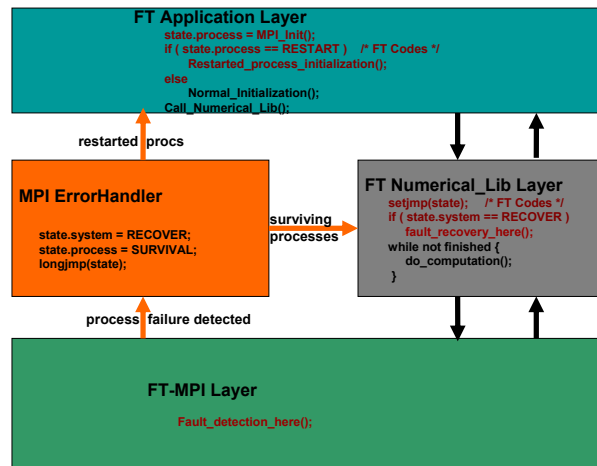 FT Application Layer
state.process = MPI_Init();
if ( state.process == RESTART ) /* FT Codes */
Restarted_process_initialization();
else
Normal_Initialization();
Call_Numerical_Lib();
restarted procs
MPI ErrorHandler
state.system = RECOVER;
state.process = SURVIVAL;
longjmp(state);
surviving
processes
FT Numerical_Lib Layer
setjmp(state); /* FT Codes */
if ( state.system == RECOVER )
fault_recovery_here();
while not finished {
do_computation();
}
process failure detected
FT-MPI Layer
Fault_detection_here();